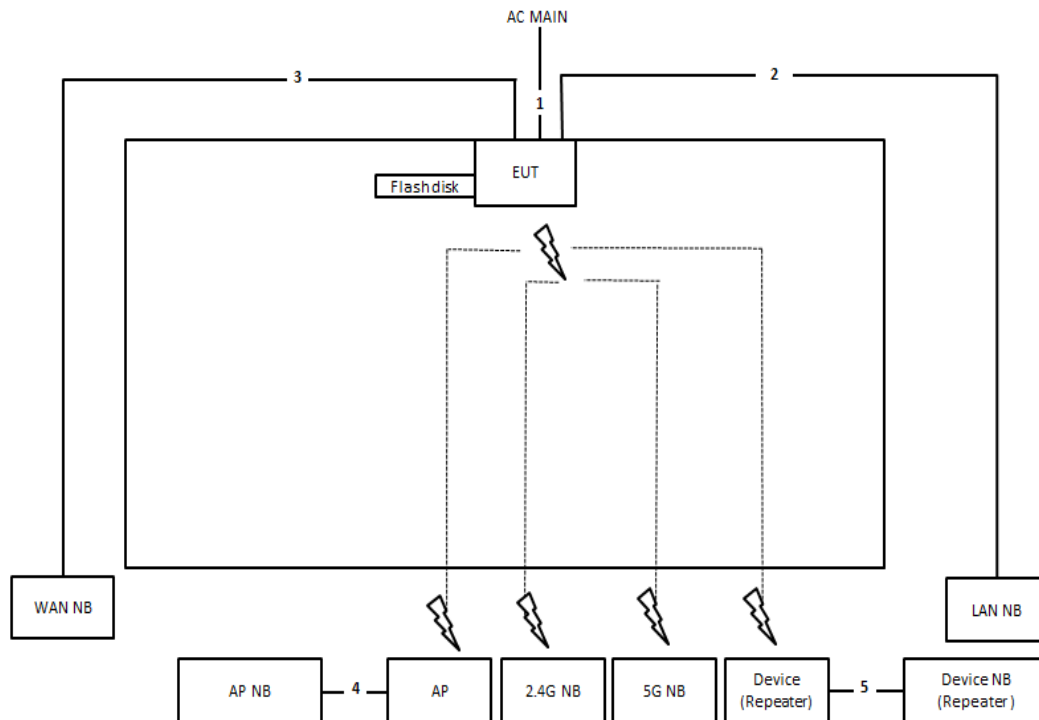 AC MAIN
3
2
1
EUT
Flashdisk
WAN NB
LAN NB
AP NB
4
AP
2.4G NB
5G NB
Device
(Repeater)
5
Device NB
(Repeater )